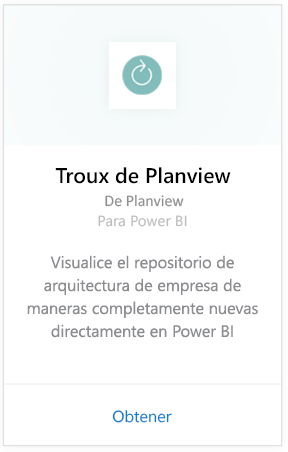 Troux de Planview
De Planview
Para Power BI
Visualice el repositorio de
arquitectura de empresa de
maneras completamente nuevas
directamente en Power BI
Obtener